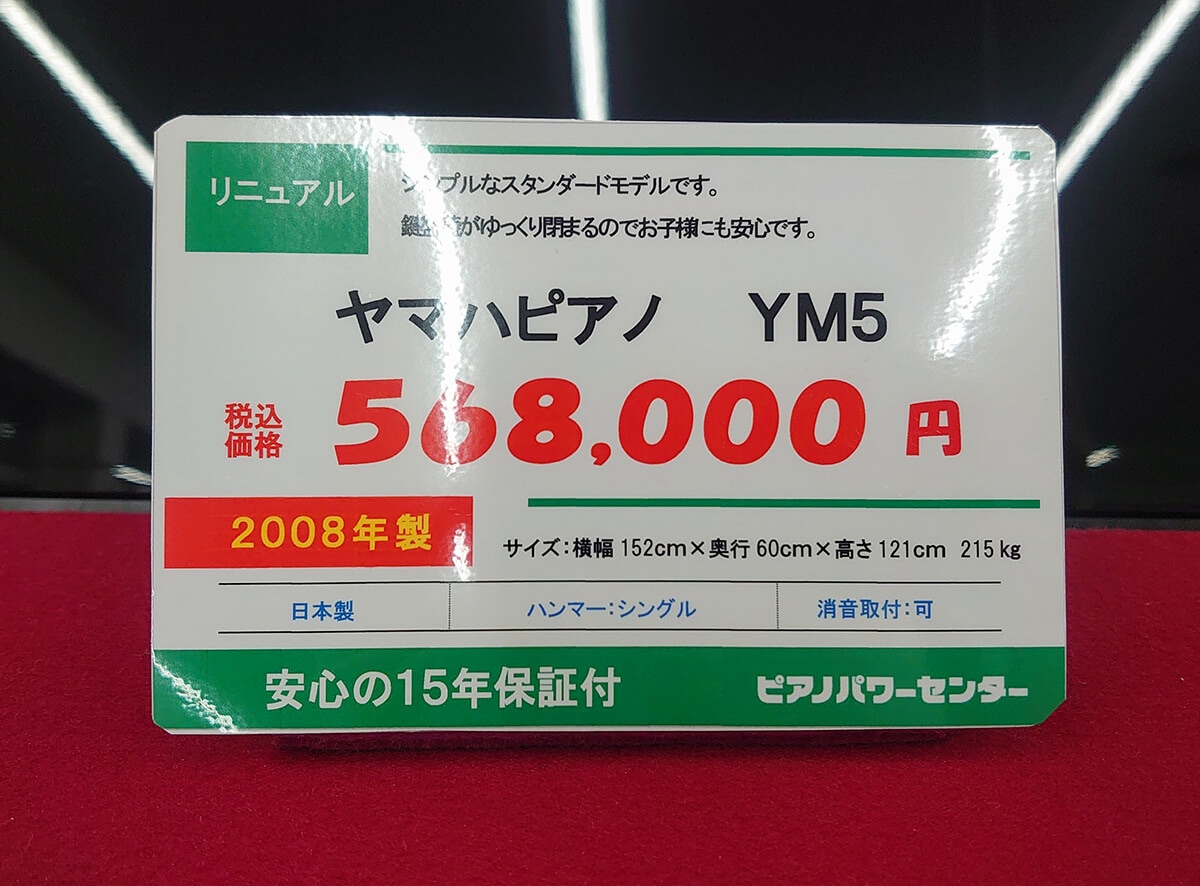 リニュアル
シンプルなスタンダードモデルです。
鍵盤蓋がゆっくり閉まるのでお子様にも安心です。
ヤマハピアノ YM5
税込
価格
568,000 円
2008年製
サイズ：横幅 152cm×奥行 60cm×高さ 121cm 215kg
日本製 ハンマー：シングル 消音取付：可
安心の15年保証付 ピアノパワーセンター